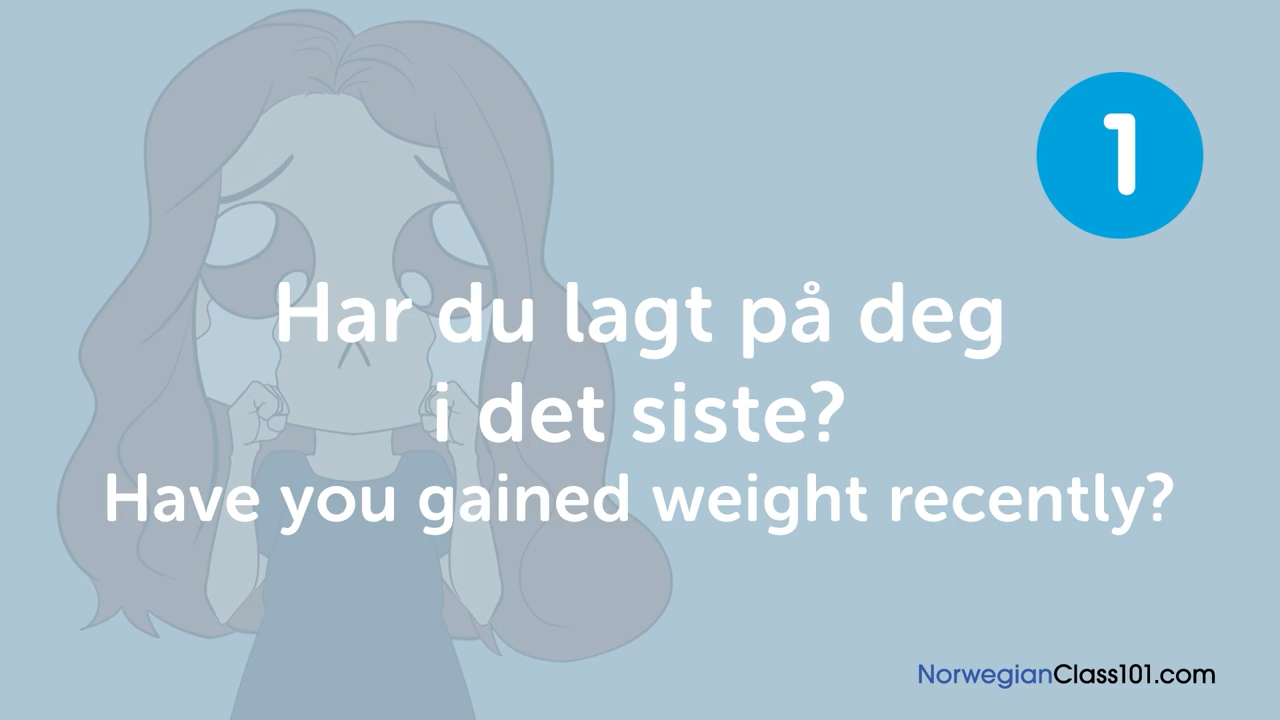 1
Har du lagt på deg
i det siste?
Have you gained weight recently?
NorwegianClass101.com